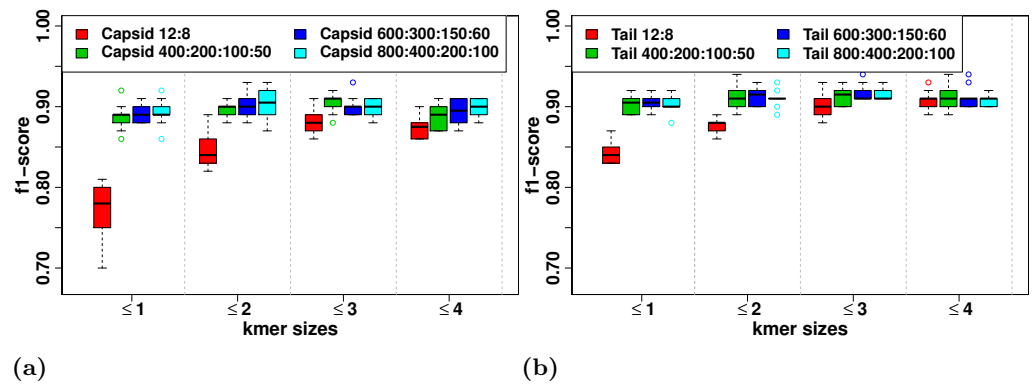 Capsid 12:8
Capsid 400:200:100:50
Capsid 600:300:150:60
Capsid 800:400:200:100
1.00
0.90
0.80
0.70
f1−score
≤ 1
≤ 2
≤ 3
≤ 4
kmer sizes
(a)
Tail 12:8
Tail 400:200:100:50
Tail 600:300:150:60
Tail 800:400:200:100
1.00
0.90
0.80
0.70
f1−score
≤ 1
≤ 2
≤ 3
≤ 4
kmer sizes
(b)